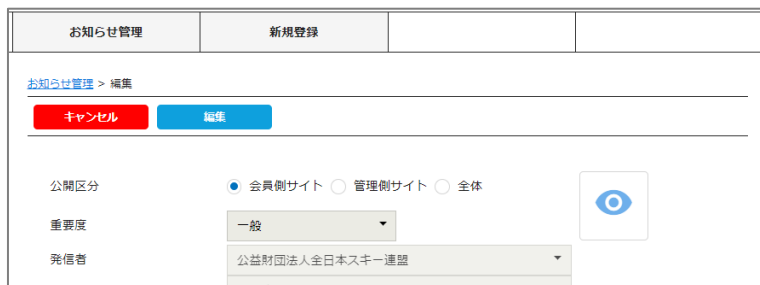 お知らせ管理 新規登録
お知らせ管理 > 編集
キャンセル 編集
公開区分 会員側サイト 管理側サイト 全体
重要度 一般
発信者 公益財団法人全日本スキー連盟